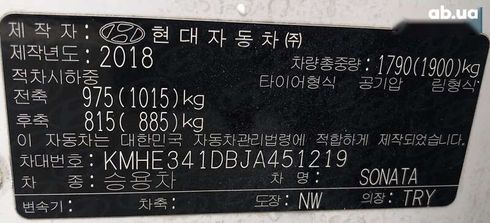 ab.ua
제 작 자 : 현대자동차㈜
제작년도: 2018
차량총중량: 1790(1900)kg
적차시하중
타이어형식 공기압 림형식:
전축 975(1015)kg
후축 815( 885)kg
이 자동차는 대한민국 자동차관리법령에 적합하게 제작되었습니다.
차대번호: KMHE341DBJA451219
차 종: 승용차 차 명: SONATA
변속기: 차축: 도장: NW 의장: TRY